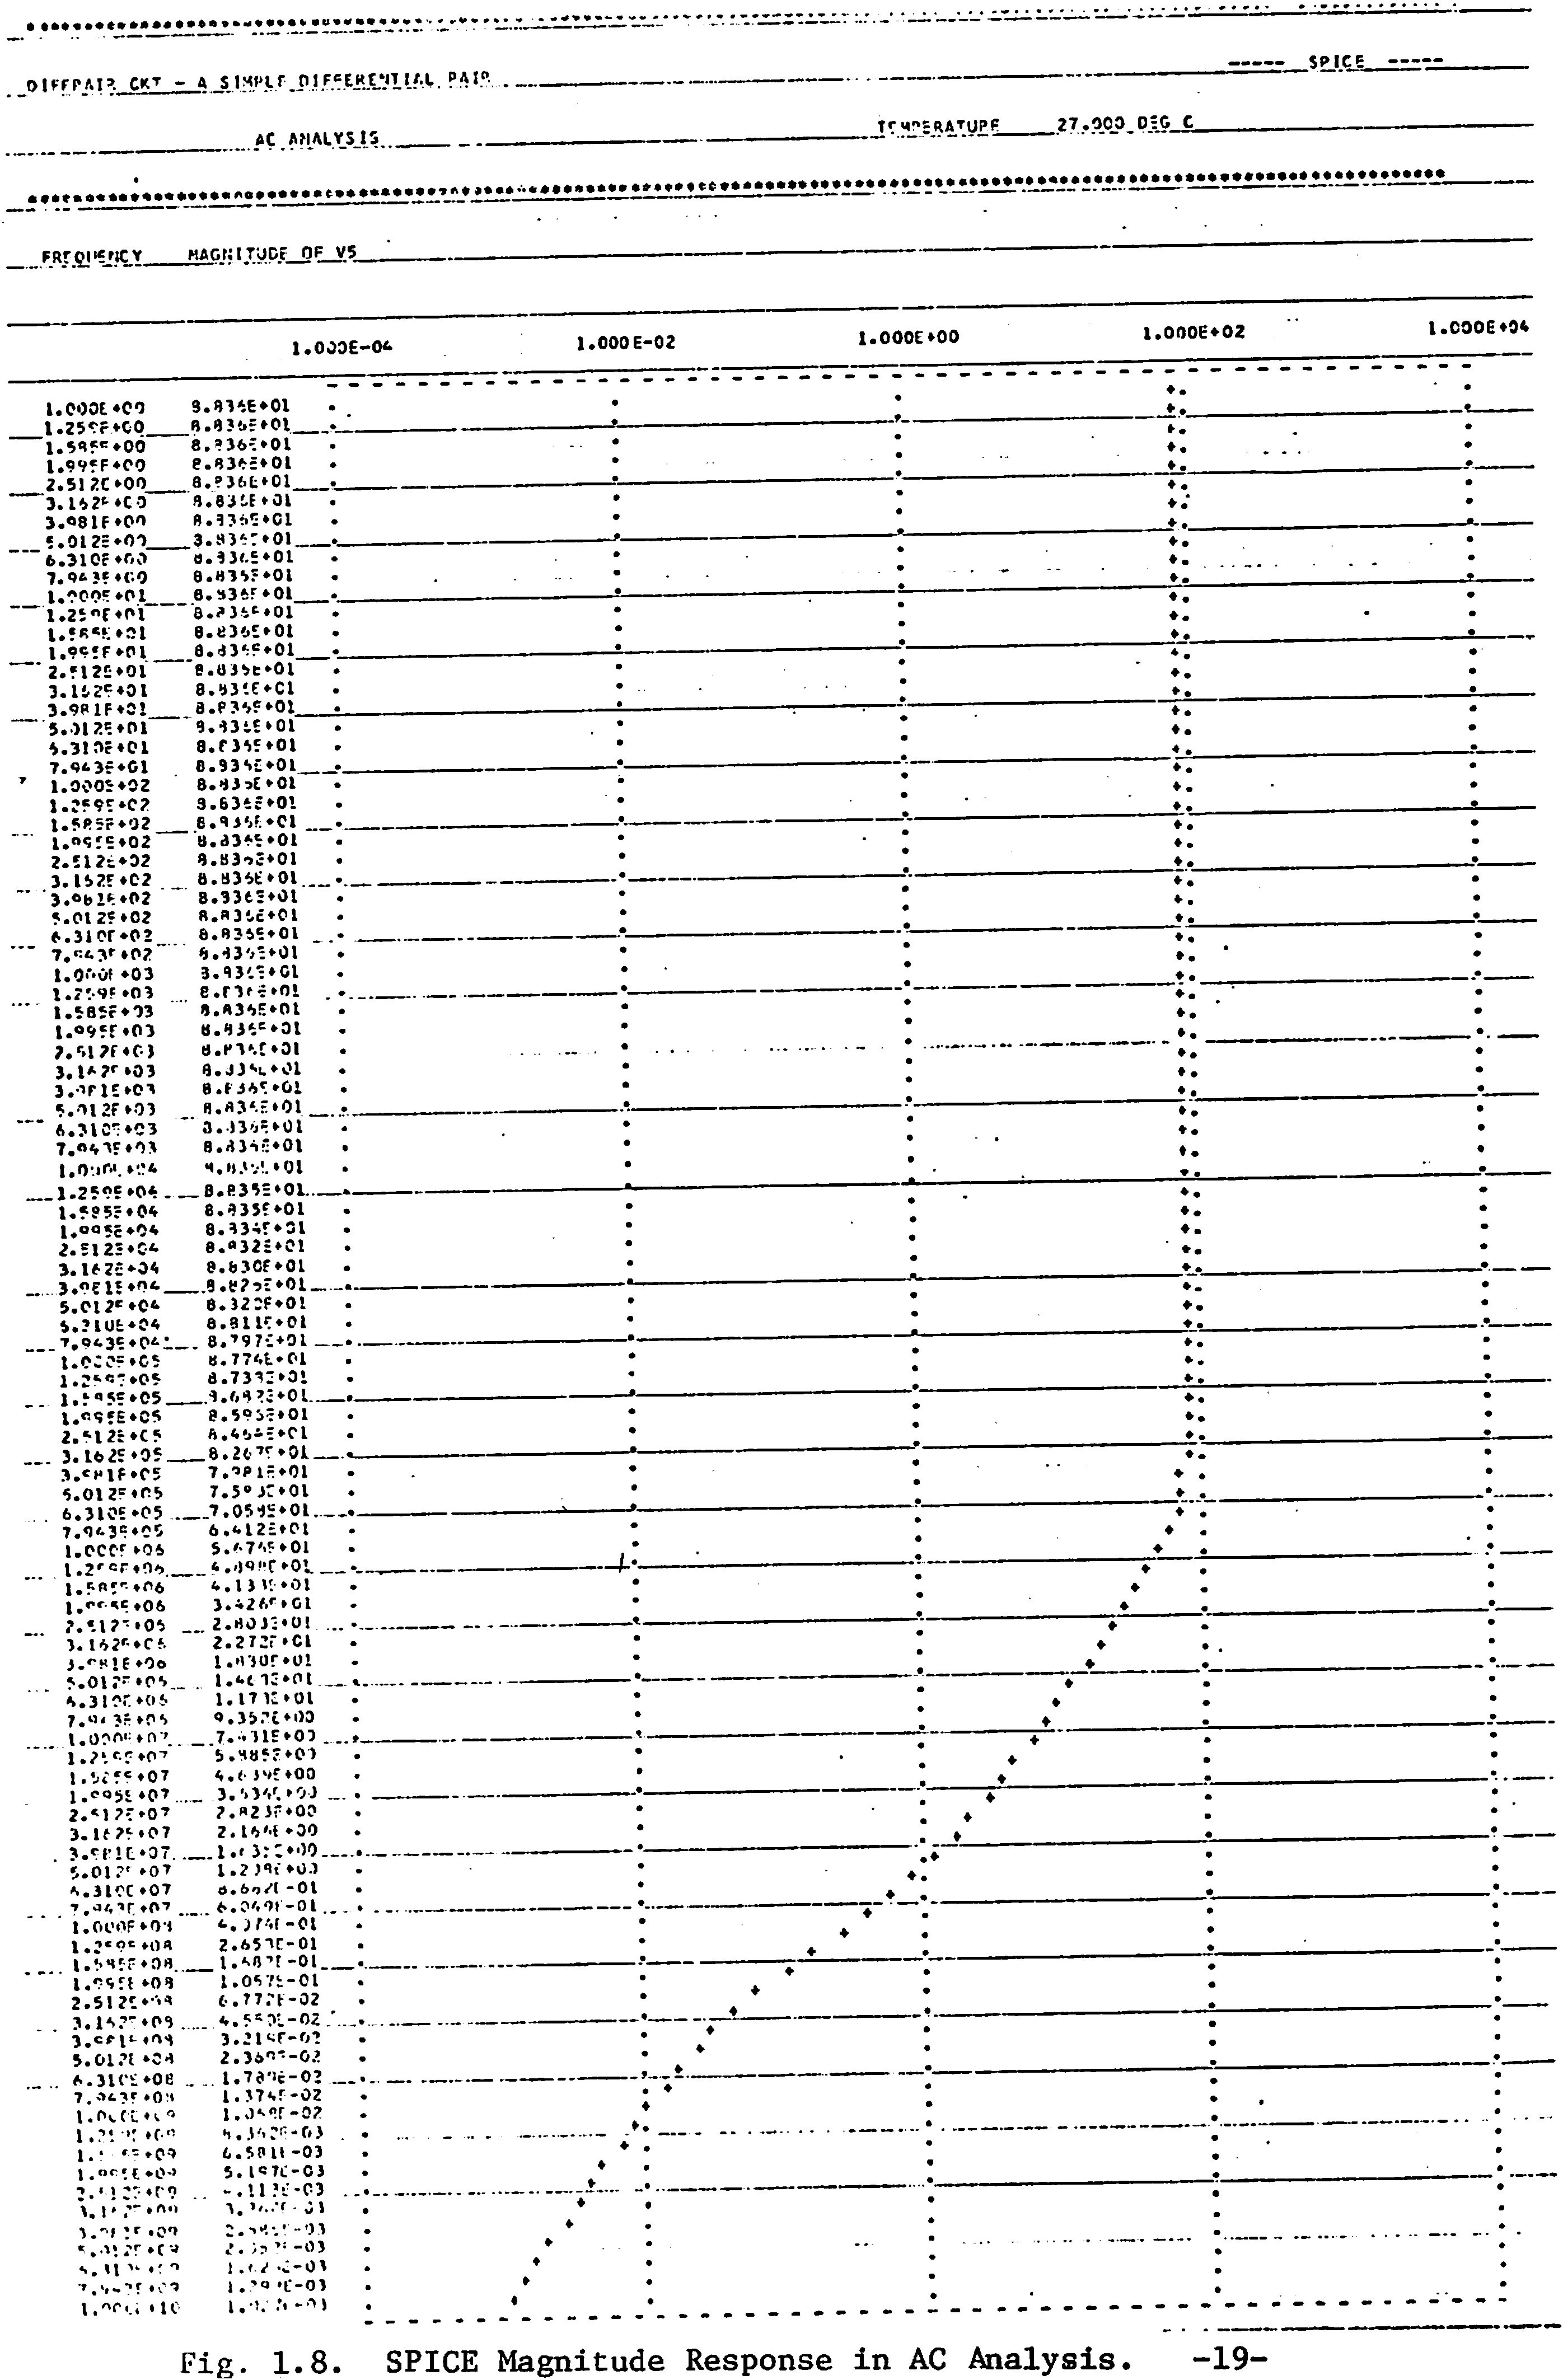 DIFFPAIR CKT - A SIMPLE DIFFERENTIAL PAIR ----- SPICE -----
AC ANALYSIS TEMPERATURE 27.000 DEG C
FREQUENCY MAGNITUDE OF V5
1.000E-04 1.000E-02 1.000E+00 1.000E+02 1.000E+04
1.000E+00 8.836E+01
1.259E+00 8.836E+01
1.585E+00 8.836E+01
1.995E+00 8.836E+01
2.512E+00 8.836E+01
3.162E+00 8.836E+01
3.981E+00 8.836E+01
5.012E+00 8.836E+01
6.310E+00 8.836E+01
7.943E+00 8.836E+01
1.000E+01 8.836E+01
1.259E+01 8.836E+01
1.585E+01 8.836E+01
1.995E+01 8.836E+01
2.512E+01 8.836E+01
3.162E+01 8.836E+01
3.981E+01 8.836E+01
5.012E+01 8.836E+01
6.310E+01 8.836E+01
7.943E+01 8.836E+01
1.000E+02 8.836E+01
1.259E+02 8.836E+01
1.585E+02 8.836E+01
1.995E+02 8.836E+01
2.512E+02 8.836E+01
3.162E+02 8.836E+01
3.981E+02 8.836E+01
5.012E+02 8.836E+01
6.310E+02 8.836E+01
7.943E+02 8.836E+01
1.000E+03 8.836E+01
1.259E+03 8.836E+01
1.585E+03 8.836E+01
1.995E+03 8.836E+01
2.512E+03 8.836E+01
3.162E+03 8.836E+01
3.981E+03 8.836E+01
5.012E+03 8.836E+01
6.310E+03 8.836E+01
7.943E+03 8.836E+01
1.000E+04 8.835E+01
1.259E+04 8.835E+01
1.585E+04 8.835E+01
1.995E+04 8.834E+01
2.512E+04 8.832E+01
3.162E+04 8.830E+01
3.981E+04 8.826E+01
5.012E+04 8.820E+01
6.310E+04 8.811E+01
7.943E+04 8.797E+01
1.000E+05 8.774E+01
1.259E+05 8.738E+01
1.585E+05 8.682E+01
1.995E+05 8.596E+01
2.512E+05 8.464E+01
3.162E+05 8.267E+01
3.981E+05 7.981E+01
5.012E+05 7.583E+01
6.310E+05 7.059E+01
7.943E+05 6.412E+01
1.000E+06 5.676E+01
1.259E+06 4.898E+01
1.585E+06 4.133E+01
1.995E+06 3.426E+01
2.512E+06 2.803E+01
3.162E+06 2.272E+01
3.981E+06 1.830E+01
5.012E+06 1.467E+01
6.310E+06 1.173E+01
7.943E+06 9.352E+00
1.000E+07 7.431E+00
1.259E+07 5.885E+00
1.585E+07 4.639E+00
1.995E+07 3.634E+00
2.512E+07 2.823E+00
3.162E+07 2.166E+00
3.981E+07
5.012E+07 1.208E+00
6.310E+07 8.662E-01
7.943E+07 6.049E-01
1.000E+08 4.074E-01
1.259E+08 2.653E-01
1.585E+08 1.687E-01
1.995E+08 1.057E-01
2.512E+08 6.772E-02
3.162E+08 4.550E-02
3.981E+08 3.218E-02
5.012E+08 2.369E-02
6.310E+08 1.789E-02
7.943E+08 1.374E-02
1.000E+09 1.068E-02
1.259E+09 8.362E-03
1.585E+09 6.581E-03
1.995E+09 5.197E-03
2.512E+09 4.113E-03
3.162E+09
3.981E+09
5.012E+09
6.310E+09
7.943E+09
1.000E+10
Fig. 1.8. SPICE Magnitude Response in AC Analysis. -19-